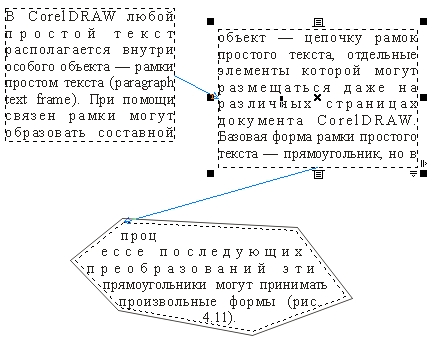 В CorelDRAW любой
простой текст
располагается внутри
особого объекта — рамки
простом текста (paragraph
text frame). При помощи
связен рамки могут
образовать составной
объект — цепочку рамок
простого текста, отдельные
элементы которой могут
размещаться даже на
различных страницах
документа CorelDRAW.
Базовая форма рамки простого
текста — прямоугольник, но в
проц
ессе последующих
преобразований эти
прямоугольники могут принимать
произвольные формы (рис.
4.11).